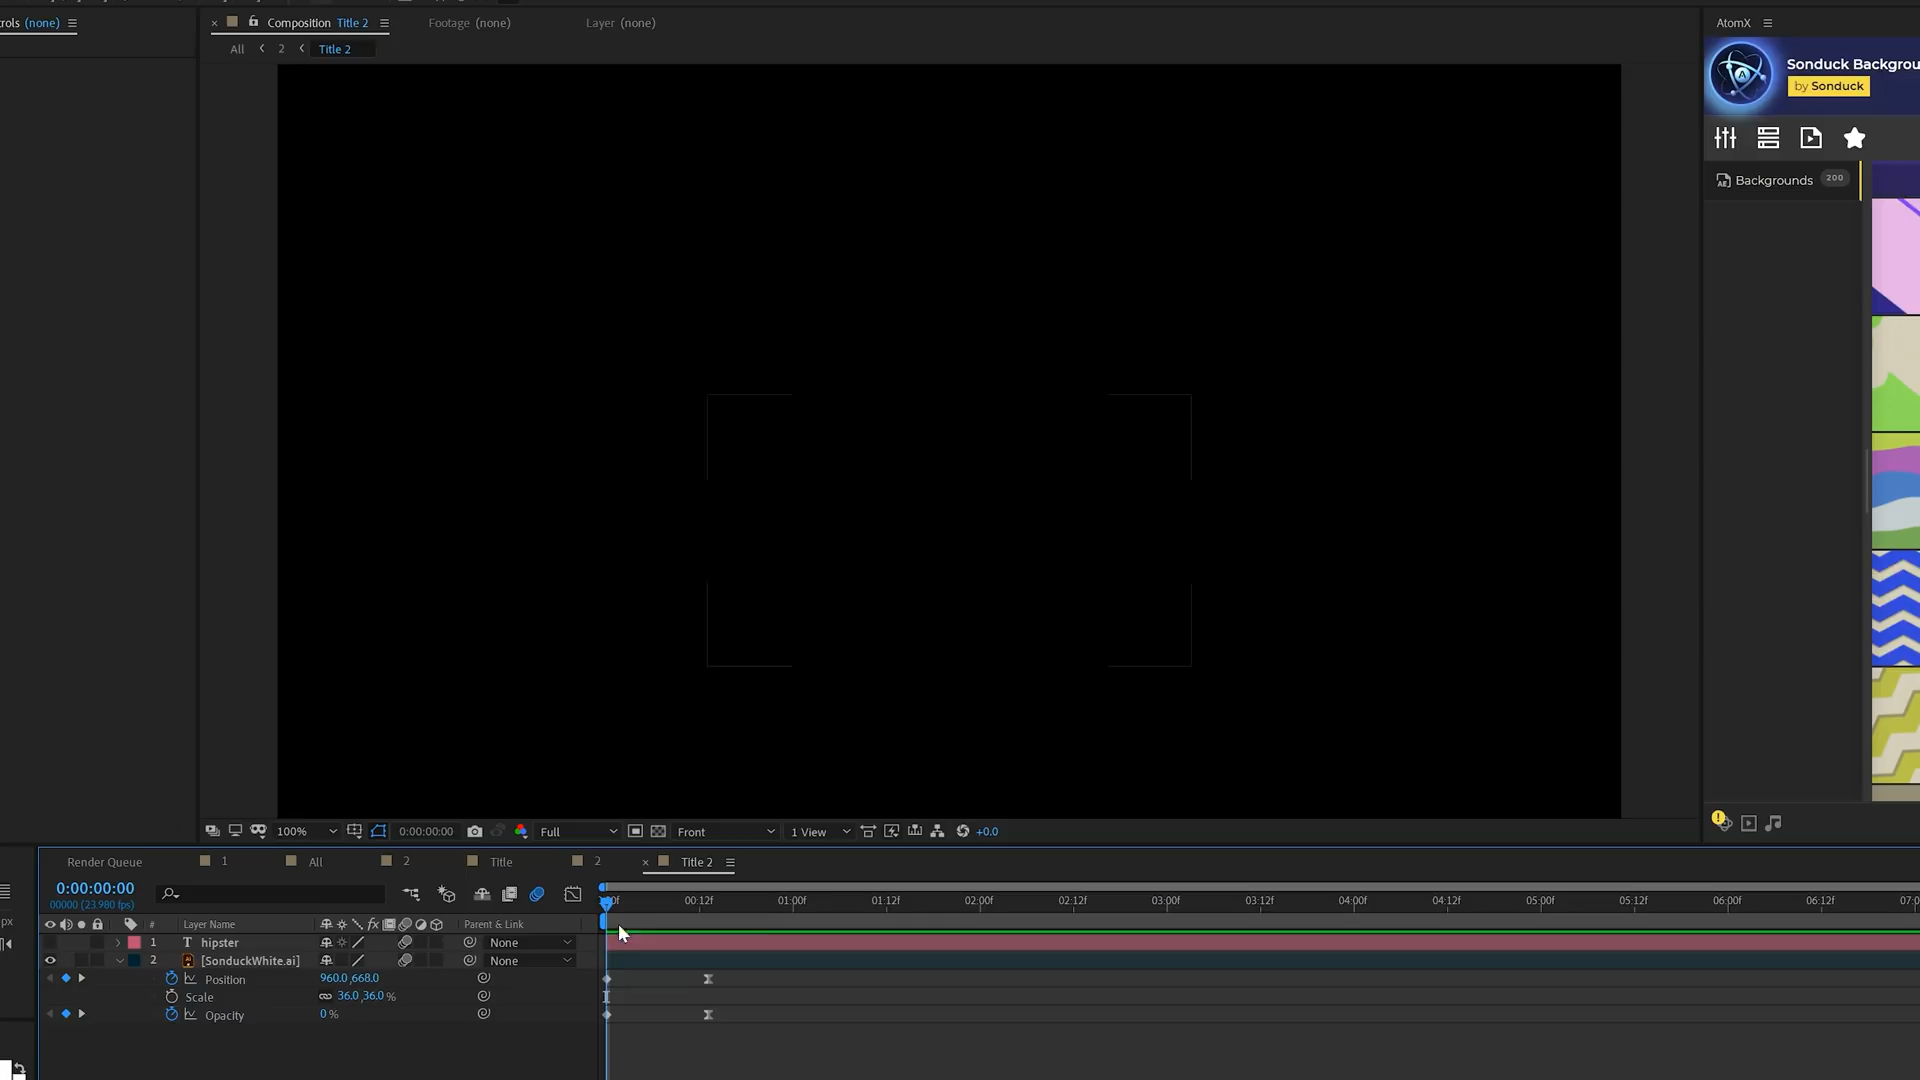 rols (none)
Composition Title 2
Footage (none)
Layer (none)
AtomX
All 2 Title 2
Sonduck Backgrou
by Sonduck
Backgrounds 200
100% 0:00:00:00 Full Front 1 View +0.0
Render Queue 1 All 2 Title 2 Title 2
0:00:00:00
00000 (23.980 fps)
00f 00:12f 01:00f 01:12f 02:00f 02:12f 03:00f 03:12f 04:00f 04:12f 05:00f 05:12f 06:00f 06:12f 07:0
px
# Layer Name fx Parent & Link
1 T hipster None
2 Ai [SonduckWhite.ai] None
Position 960.0,668.0
Scale 36.0,36.0 %
Opacity 0 %